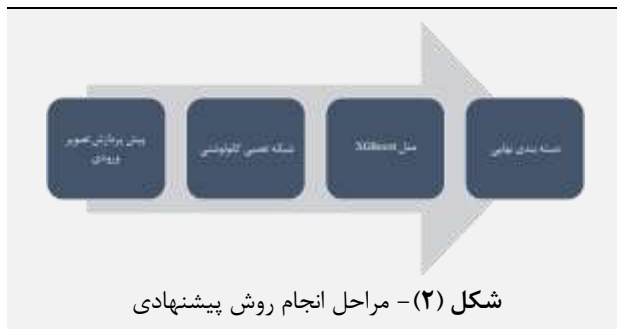 پیش پردازش تصویر
ورودی
شبکه عصبی کانولوشنی
مدل XGBoost
دسته بندی نهایی
شکل (۲)- مراحل انجام روش پیشنهادی